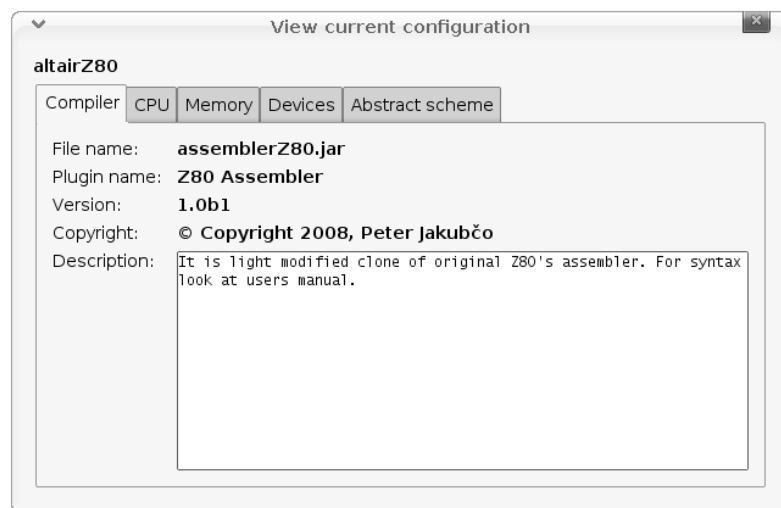 View current configuration
altairZ80
Compiler CPU Memory Devices Abstract scheme
File name: assemblerZ80.jar
Plugin name: Z80 Assembler
Version: 1.0b1
Copyright: © Copyright 2008, Peter Jakubčo
Description: It is light modified clone of original Z80's assembler. For syntax
look at users manual.